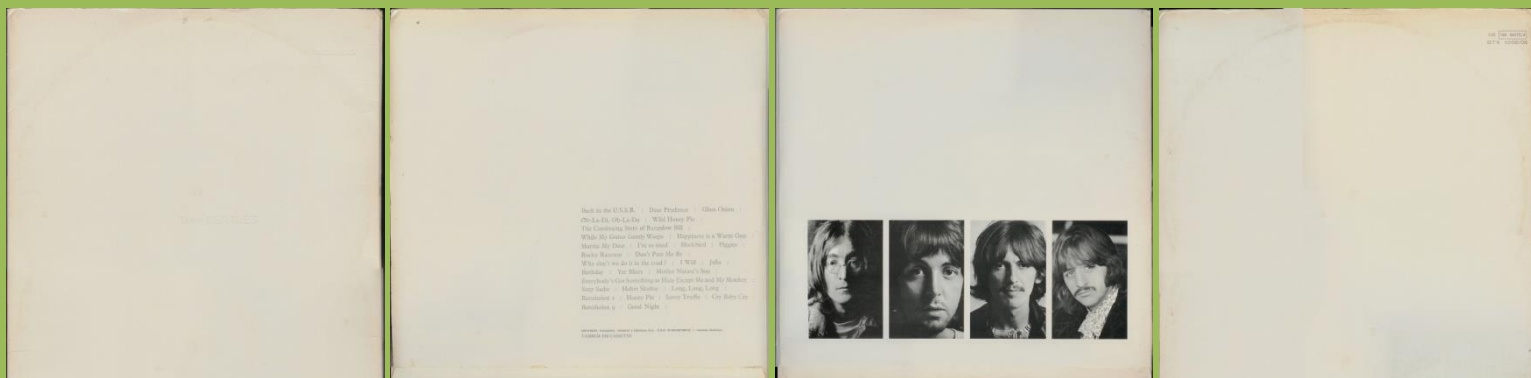 The BEATLES
Back in the U.S.S.R. : Dear Prudence : Glass Onion :
Ob-La-Di, Ob-La-Da : Wild Honey Pie :
The Continuing Story of Bungalow Bill :
While My Guitar Gently Weeps : Happiness is a Warm Gun :
Martha My Dear : I'm so tired : Blackbird : Piggies :
Rocky Raccoon : Don't Pass Me By :
Why don't we do it in the road? : I Will : Julia :
Birthday : Yer Blues : Mother Nature's Son :
Everybody's Got Something to Hide Except Me and My Monkey :
Sexy Sadie : Helter Skelter : Long, Long, Long :
Revolution 1 : Honey Pie : Savoy Truffle : Cry Baby Cry :
Revolution 9 : Good Night :